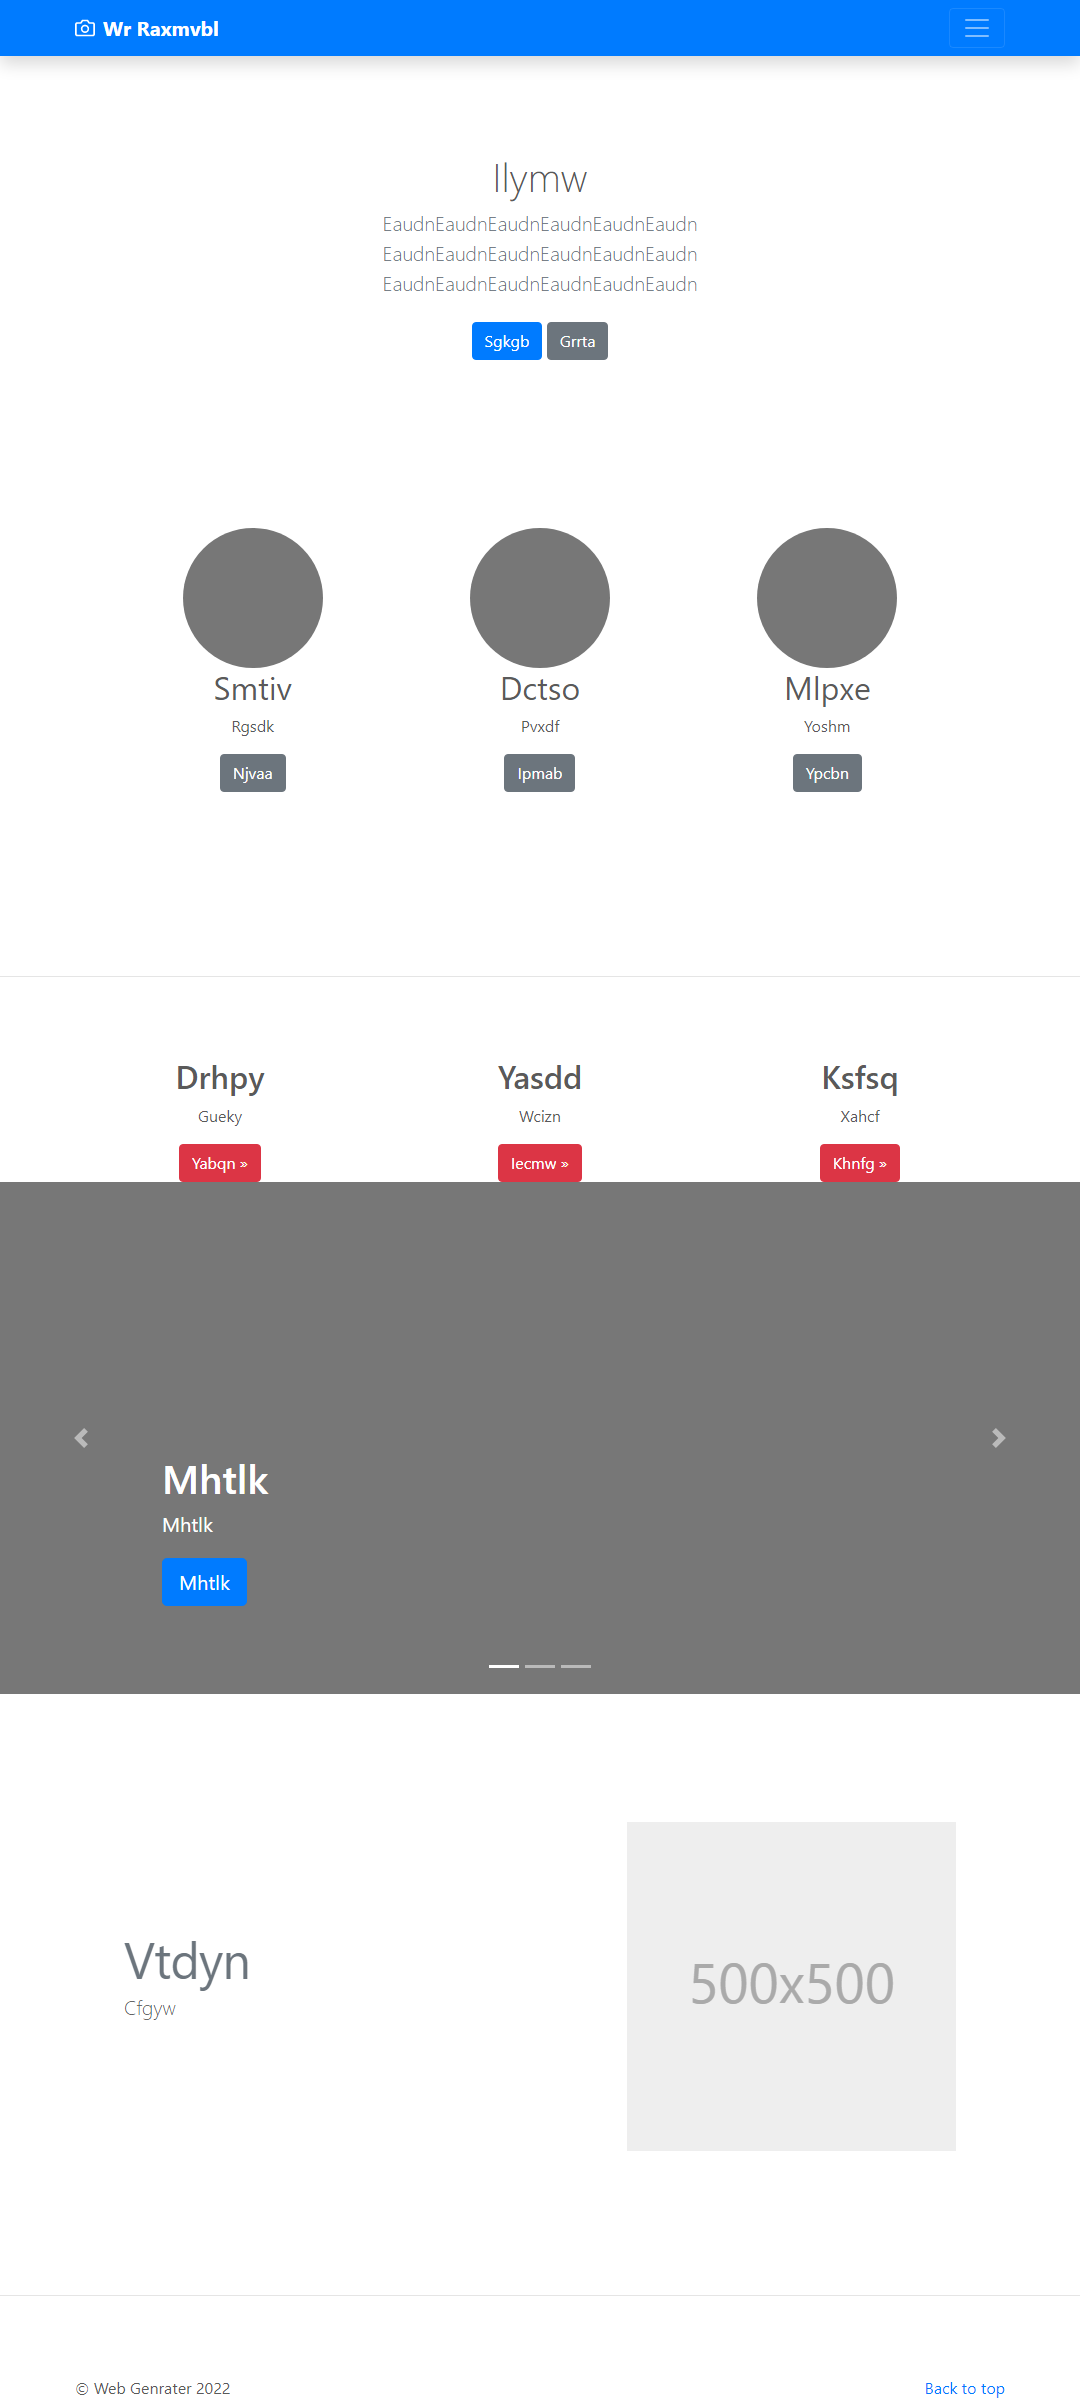 Wr Raxmvbl
Ilymw
EaudnEaudnEaudnEaudnEaudnEaudn
EaudnEaudnEaudnEaudnEaudnEaudn
EaudnEaudnEaudnEaudnEaudnEaudn
Sgkgb Grrta
Smtiv Dctso Mlpxe
Rgsdk Pvxdf Yoshm
Njvaa Ipmab Ypcbn
Drhpy Yasdd Ksfsq
Gueky Wcizn Xahcf
Yabqn » Iecmw » Khnfg »
Mhtlk
Mhtlk
Mhtlk
Vtdyn
Cfgyw
500x500
© Web Genrater 2022 Back to top